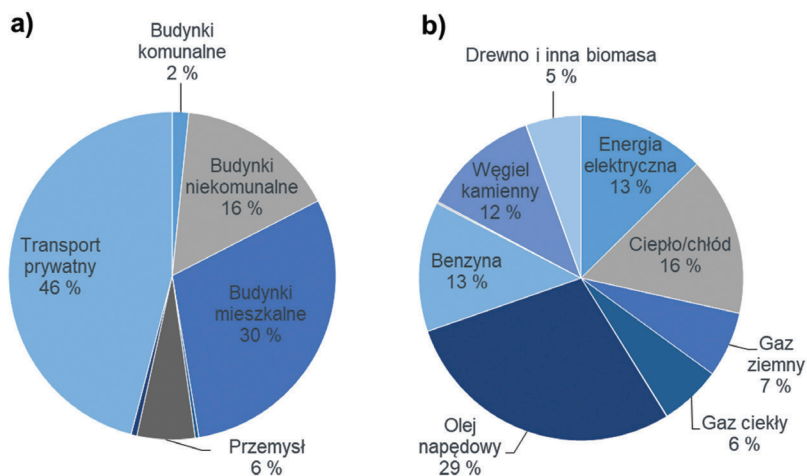 a)
Budynki
komunalne
2 %
Budynki
niekomunalne
16 %
Budynki
mieszkalne
30 %
Przemysł
6 %
Transport
prywatny
46 %
b)
Drewno i inna biomasa
5 %
Energia
elektryczna
13 %
Ciepło/chłód
16 %
Gaz
ziemny
7 %
Gaz ciekły
6 %
Olej
napędowy
29 %
Benzyna
13 %
Węgiel
kamienny
12 %